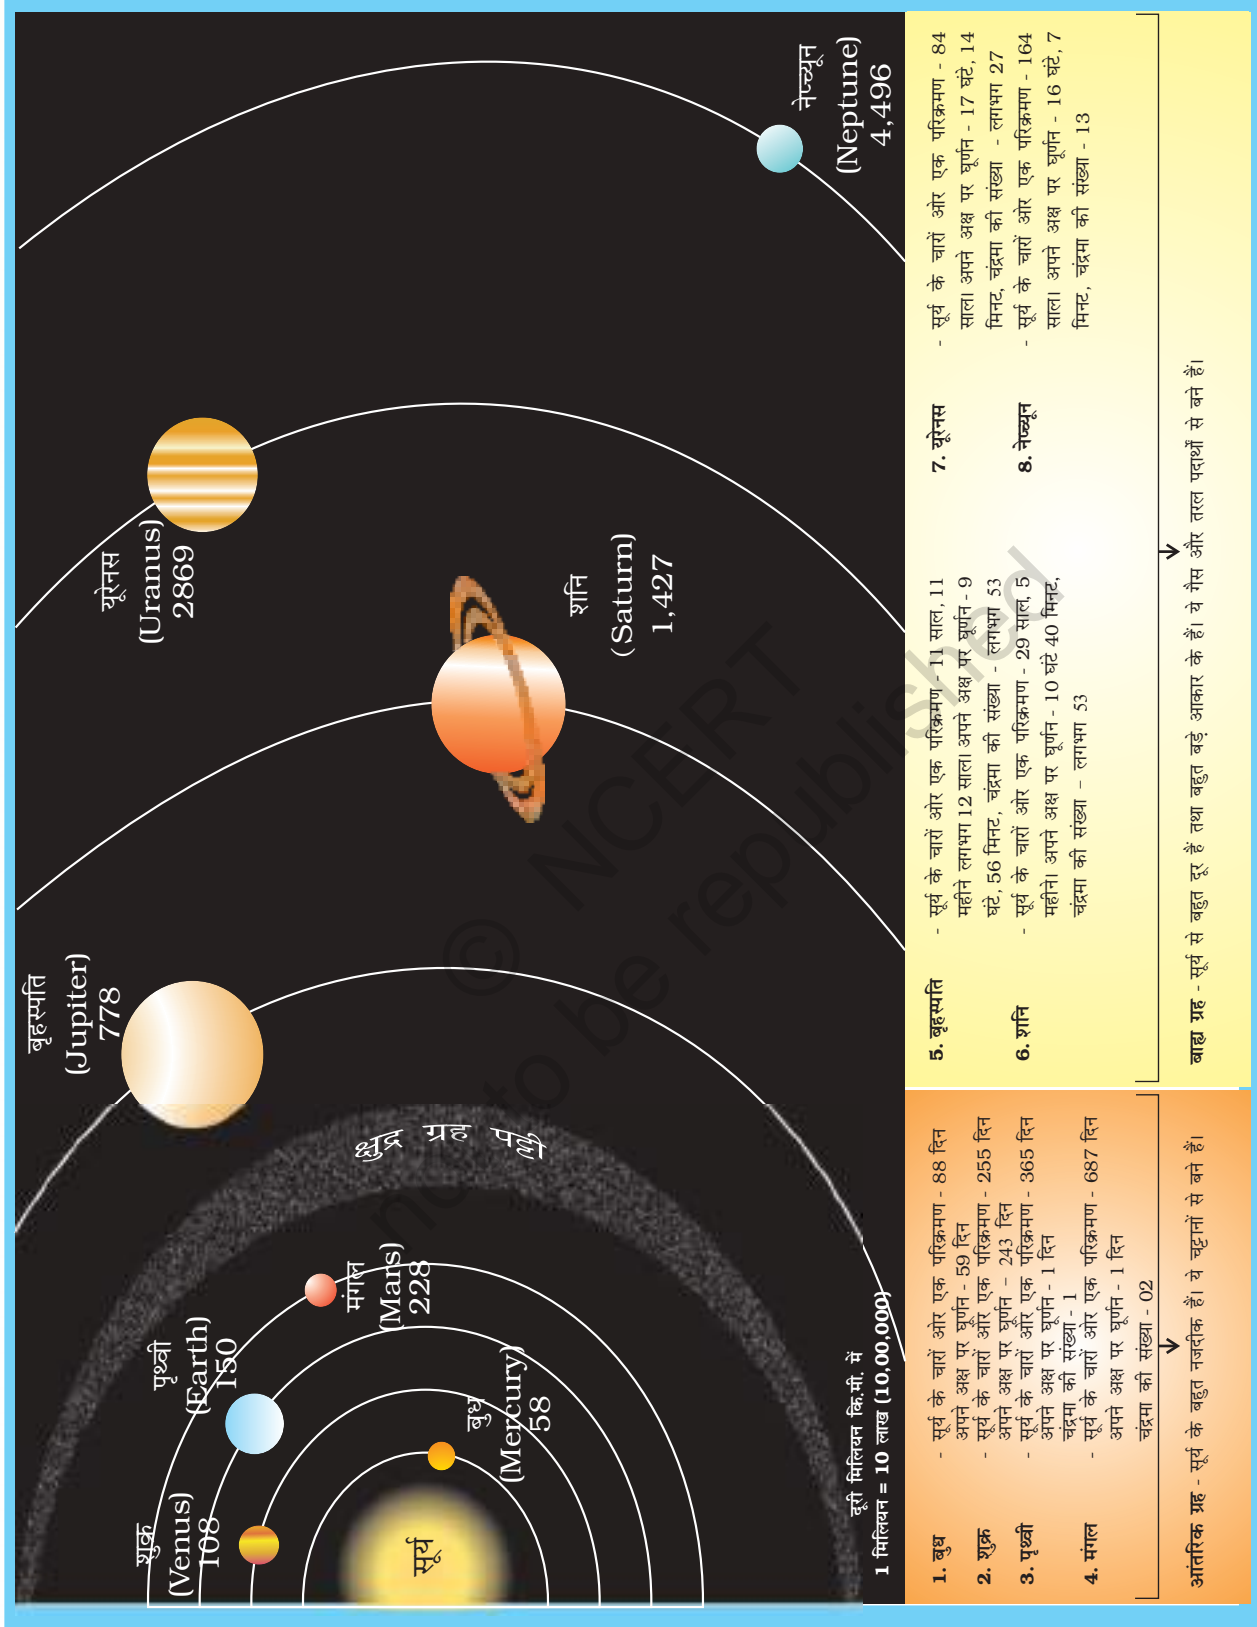 शुक्र
(Venus)
108
पृथ्वी
(Earth)
150
मंगल
(Mars)
228
बुध
(Mercury)
58
सूर्य
क्षुद्र ग्रह पट्टी
बृहस्पति
(Jupiter)
778
शनि
(Saturn)
1,427
यूरेनस
(Uranus)
2869
नेप्च्यून
(Neptune)
4,496
दूरी मिलियन कि.मी. में
1 मिलियन = 10 लाख (10,00,000)
1. बुध - सूर्य के चारों ओर एक परिक्रमण - 88 दिन
अपने अक्ष पर घूर्णन - 59 दिन
2. शुक्र - सूर्य के चारों ओर एक परिक्रमण - 255 दिन
अपने अक्ष पर घूर्णन – 243 दिन
3. पृथ्वी - सूर्य के चारों ओर एक परिक्रमण - 365 दिन
अपने अक्ष पर घूर्णन - 1 दिन
चंद्रमा की संख्या - 1
4. मंगल - सूर्य के चारों ओर एक परिक्रमण - 687 दिन
अपने अक्ष पर घूर्णन - 1 दिन
चंद्रमा की संख्या - 02
आंतरिक ग्रह - सूर्य के बहुत नजदीक हैं। ये चट्टानों से बने हैं।
5. बृहस्पति - सूर्य के चारों ओर एक परिक्रमण - 11 साल, 11
महीने लगभग 12 साल। अपने अक्ष पर घूर्णन - 9
घंटे, 56 मिनट, चंद्रमा की संख्या - लगभग 53
6. शनि - सूर्य के चारों ओर एक परिक्रमण - 29 साल, 5
महीने। अपने अक्ष पर घूर्णन - 10 घंटे 40 मिनट,
चंद्रमा की संख्या – लगभग 53
7. यूरेनस - सूर्य के चारों ओर एक परिक्रमण - 84
साल। अपने अक्ष पर घूर्णन - 17 घंटे, 14
मिनट, चंद्रमा की संख्या - लगभग 27
8. नेप्च्यून - सूर्य के चारों ओर एक परिक्रमण - 164
साल। अपने अक्ष पर घूर्णन - 16 घंटे, 7
मिनट, चंद्रमा की संख्या - 13
बाह्य ग्रह - सूर्य से बहुत दूर हैं तथा बहुत बड़े आकार के हैं। ये गैस और तरल पदार्थों से बने हैं।
© NCERT
not to be republished